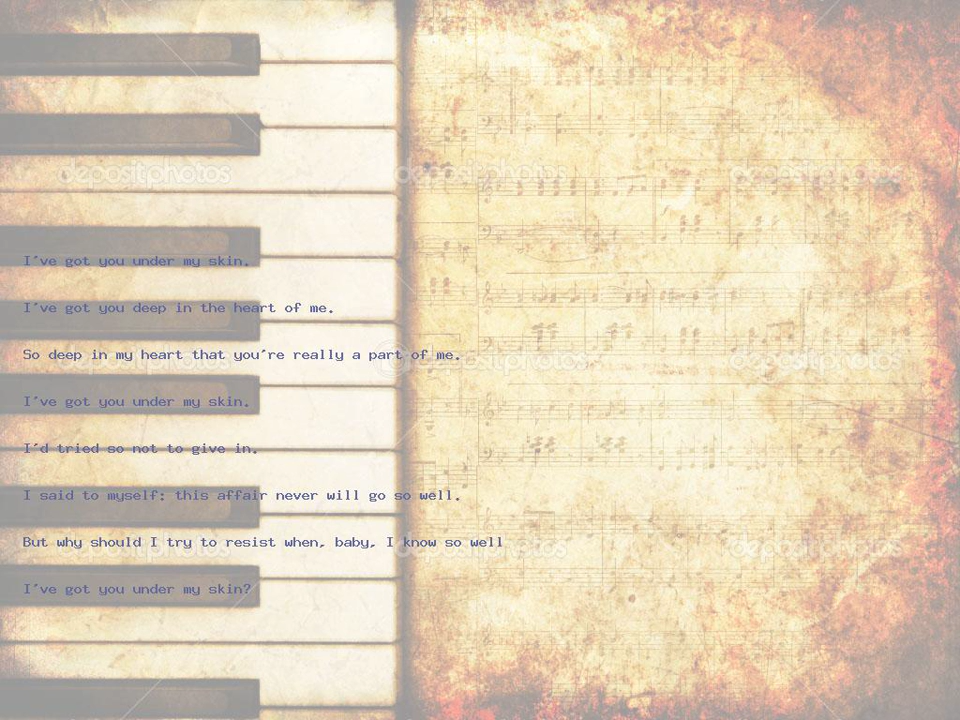 depositphotos depositphotos depositphotos
I've got you under my skin.
I've got you deep in the heart of me.
So deep in my heart that you're really a part of me.
I've got you under my skin.
I'd tried so not to give in.
I said to myself: this affair never will go so well.
But why should I try to resist when, baby, I know so well
I've got you under my skin?